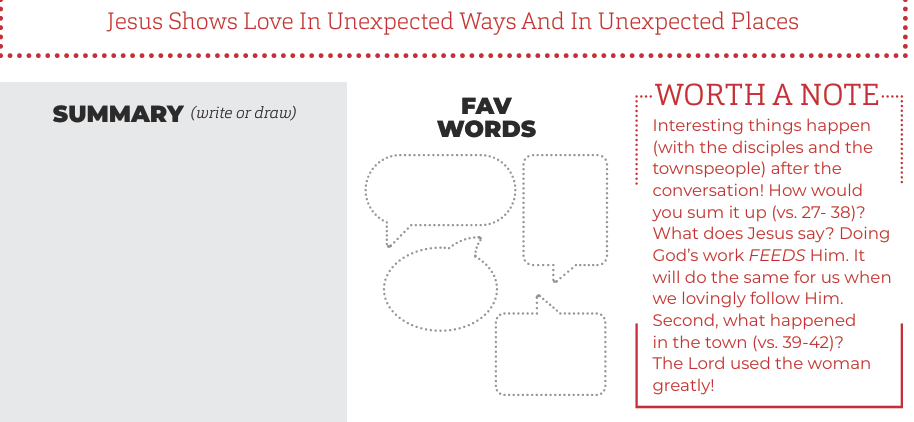 Jesus Shows Love In Unexpected Ways And In Unexpected Places
SUMMARY (write or draw)
FAV
WORDS
WORTH A NOTE
Interesting things happen
(with the disciples and the
townspeople) after the
conversation! How would
you sum it up (vs. 27- 38)?
What does Jesus say? Doing
God's work FEEDS Him. It
will do the same for us when
we lovingly follow Him.
Second, what happened
in the town (vs. 39-42)?
The Lord used the woman
greatly!